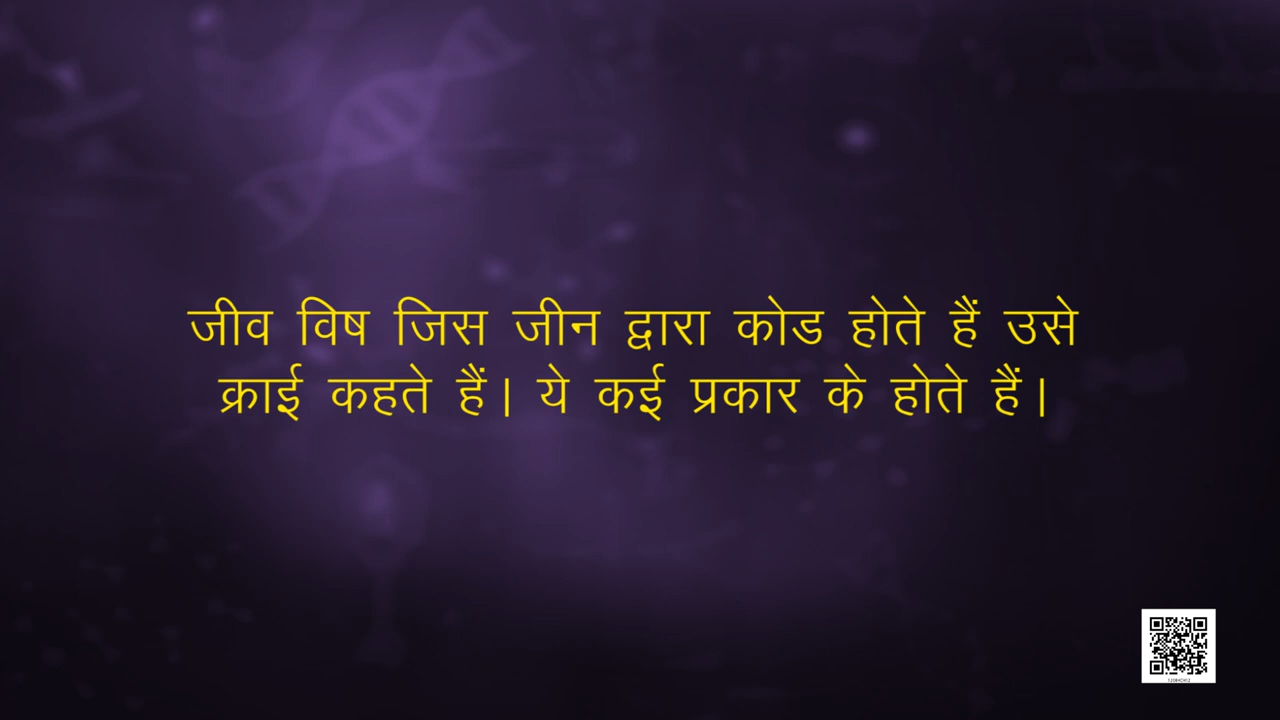 जीव विष जिस जीन द्वारा कोड होते हैं उसे
क्राई कहते हैं। ये कई प्रकार के होते हैं।